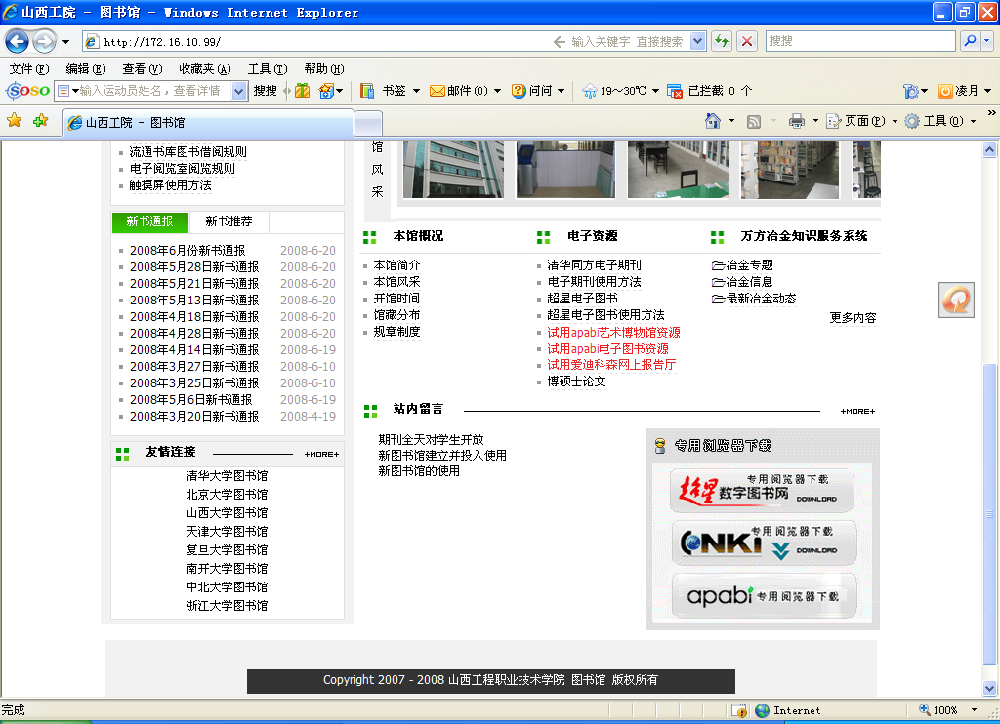 山西工院 - 图书馆 - Windows Internet Explorer
http://172.16.10.99/
输入关键字 直接搜索
搜搜
文件(F) 编辑(E) 查看(V) 收藏夹(A) 工具(T) 帮助(H)
SOSO 输入运动员姓名，查看详情 搜搜 书签 邮件(0) 问问 19～30℃ 已拦截 0 个 凌月
山西工院 - 图书馆
页面(P) 工具(O) »
流通书库图书借阅规则
电子阅览室阅览规则
触摸屏使用方法
馆
风
采
新书通报 新书推荐
2008年6月份新书通报 2008-6-20
2008年5月28日新书通报 2008-6-20
2008年5月21日新书通报 2008-6-20
2008年5月13日新书通报 2008-6-20
2008年4月18日新书通报 2008-6-20
2008年4月28日新书通报 2008-6-20
2008年4月14日新书通报 2008-6-19
2008年3月27日新书通报 2008-6-10
2008年3月25日新书通报 2008-6-10
2008年5月6日新书通报 2008-6-19
2008年3月20日新书通报 2008-4-19
友情连接 +MORE+
清华大学图书馆
北京大学图书馆
山西大学图书馆
天津大学图书馆
复旦大学图书馆
南开大学图书馆
中北大学图书馆
浙江大学图书馆
本馆概况
本馆简介
本馆风采
开馆时间
馆藏分布
规章制度
电子资源
清华同方电子期刊
电子期刊使用方法
超星电子图书
超星电子图书使用方法
试用apabi艺术博物馆资源
试用apabi电子图书资源
试用爱迪科森网上报告厅
博硕士论文
万方冶金知识服务系统
冶金专题
冶金信息
最新冶金动态
更多内容
站内留言 +MORE+
期刊全天对学生开放
新图书馆建立并投入使用
新图书馆的使用
专用浏览器下载
超星 数字图书网 专用阅览器下载 DOWNLOAD
CNKI 专用阅览器下载 DOWNLOAD
apabi 专用阅览器下载
Copyright 2007 - 2008 山西工程职业技术学院 图书馆 版权所有
完成 Internet 100%